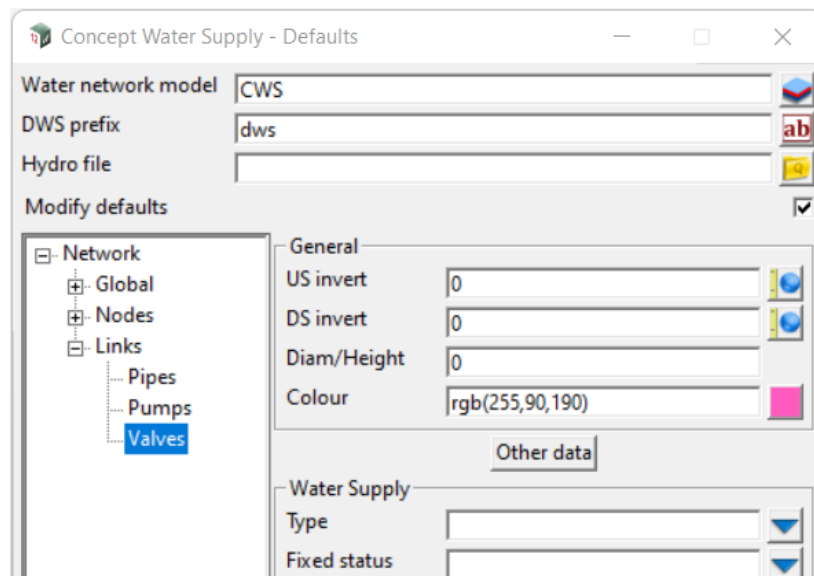 Concept Water Supply - Defaults
Water network model CWS
DWS prefix dws ab
Hydro file
Modify defaults
Network
Global
Nodes
Links
Pipes
Pumps
Valves
General
US invert 0
DS invert 0
Diam/Height 0
Colour rgb(255,90,190)
Other data
Water Supply
Type
Fixed status